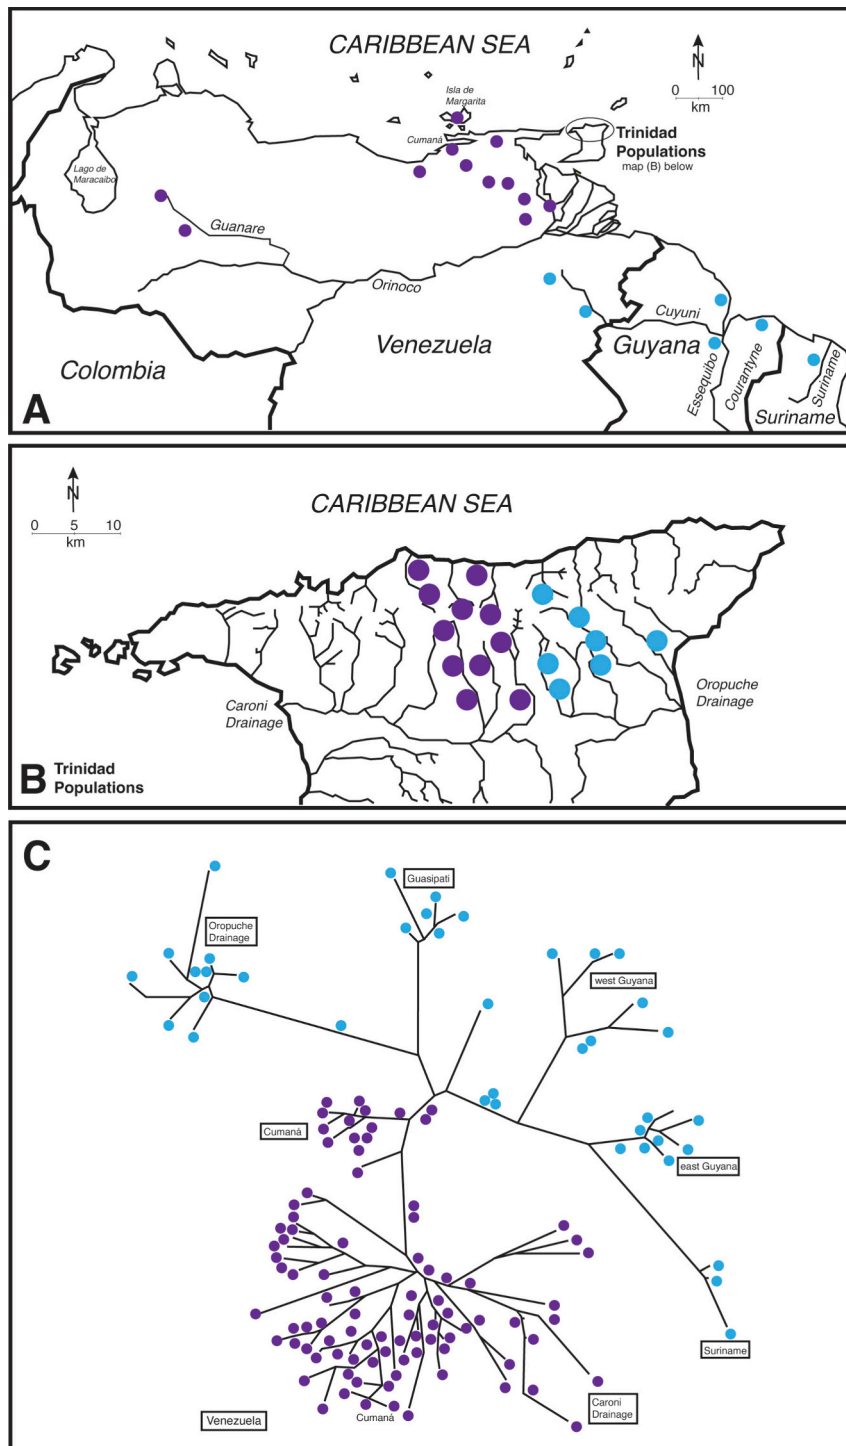 CARIBBEAN SEA
N
0 100
km
Isla de
Margarita
Cumaná
Trinidad
Populations
map (B) below
Lago de
Maracaibo
Guanare
Orinoco
Cuyuni
Venezuela
Guyana
Colombia
Essequibo
Courantyne
Suriname
Suriname
A
N
0 5 10
km
CARIBBEAN SEA
Caroni
Drainage
Oropuche
Drainage
B Trinidad
Populations
C
Guasipati
Oropuche
Drainage
west Guyana
Cumaná
east Guyana
Suriname
Caroni
Drainage
Venezuela
Cumaná